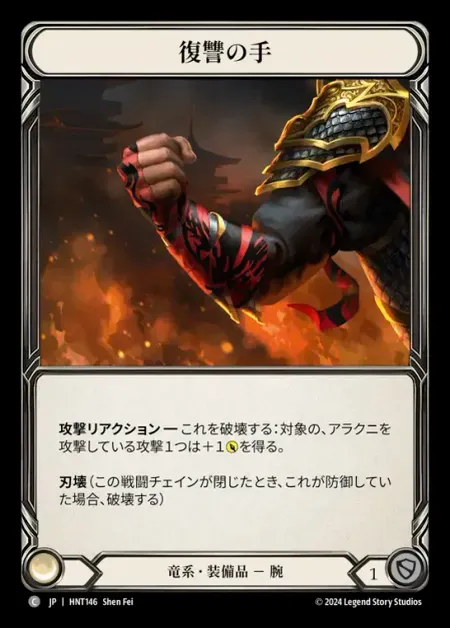 復讐の手
攻撃リアクション ー これを破壊する:対象の、アラクニを
攻撃している攻撃1つは+1を得る。
刃壊(この戦闘チェインが閉じたとき、これが防御してい
た場合、破壊する)
竜系・装備品 ー 腕
1
C JP | HNT146 Shen Fei
© 2024 Legend Story Studios